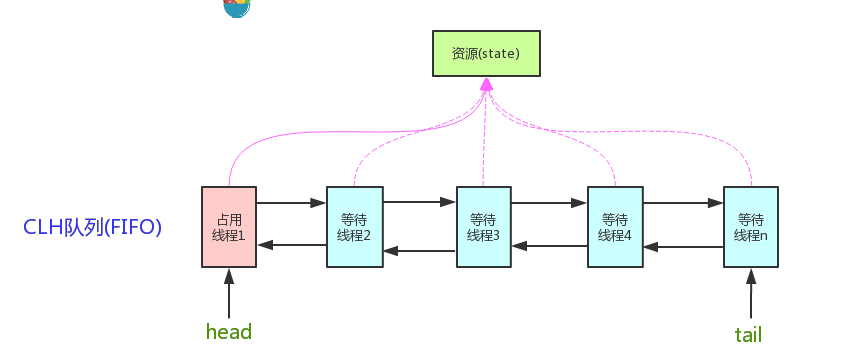 资源(state)
CLH队列(FIFO)
占用
线程1
等待
线程2
等待
线程3
等待
线程4
等待
线程n
head
tail